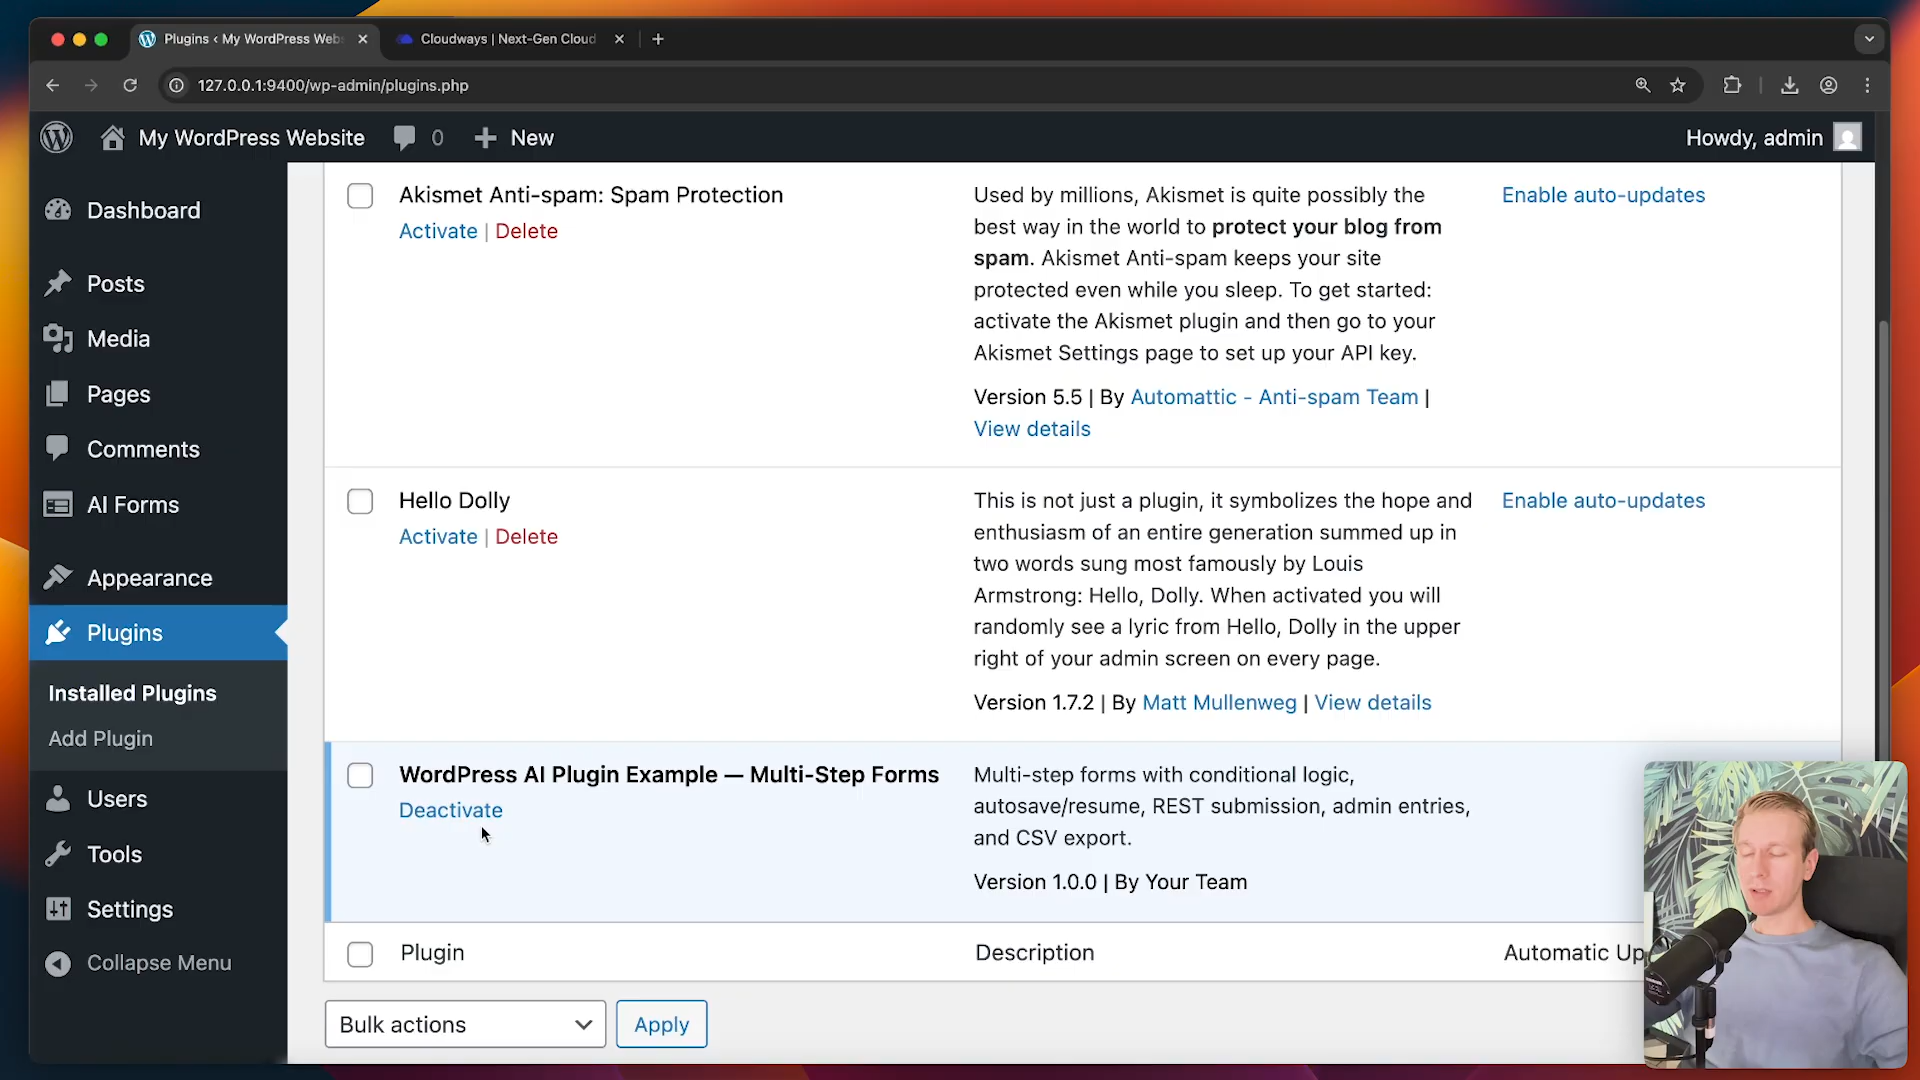 Plugins < My WordPress Web
Cloudways | Next-Gen Cloud
127.0.0.1:9400/wp-admin/plugins.php
My WordPress Website
0
New
Howdy, admin
Dashboard
Posts
Media
Pages
Comments
AI Forms
Appearance
Plugins
Installed Plugins
Add Plugin
Users
Tools
Settings
Collapse Menu
Akismet Anti-spam: Spam Protection
Activate | Delete
Used by millions, Akismet is quite possibly the
best way in the world to protect your blog from
spam. Akismet Anti-spam keeps your site
protected even while you sleep. To get started:
activate the Akismet plugin and then go to your
Akismet Settings page to set up your API key.
Version 5.5 | By Automattic - Anti-spam Team |
View details
Enable auto-updates
Hello Dolly
Activate | Delete
This is not just a plugin, it symbolizes the hope and
enthusiasm of an entire generation summed up in
two words sung most famously by Louis
Armstrong: Hello, Dolly. When activated you will
randomly see a lyric from Hello, Dolly in the upper
right of your admin screen on every page.
Version 1.7.2 | By Matt Mullenweg | View details
Enable auto-updates
WordPress AI Plugin Example — Multi-Step Forms
Deactivate
Multi-step forms with conditional logic,
autosave/resume, REST submission, admin entries,
and CSV export.
Version 1.0.0 | By Your Team
Plugin
Description
Automatic Up
Bulk actions
Apply